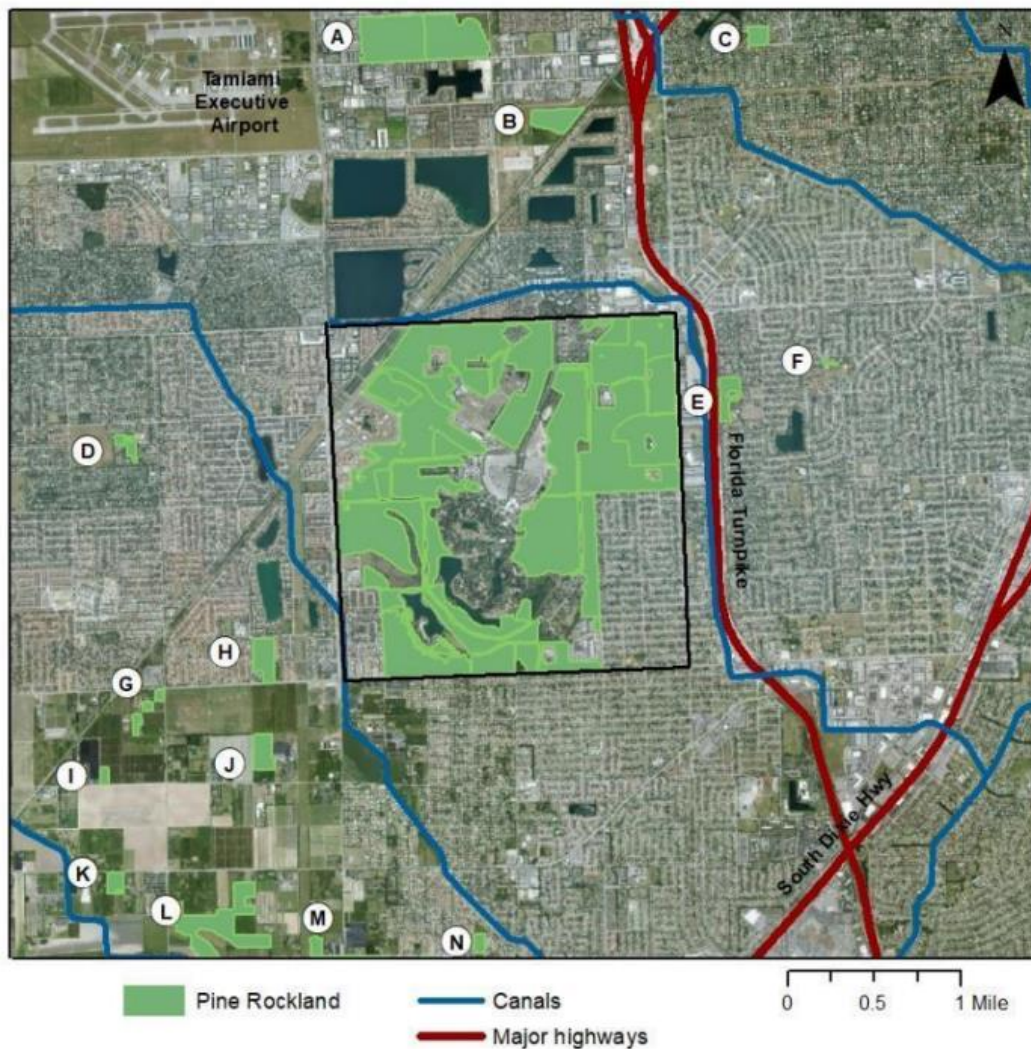 A
C
N
Tamiami
Executive
Airport
B
F
E
D
Florida Turnpike
H
G
J
I
South Dixie Hwy
K
L
M
N
Pine Rockland
Canals
Major highways
0 0.5 1 Mile